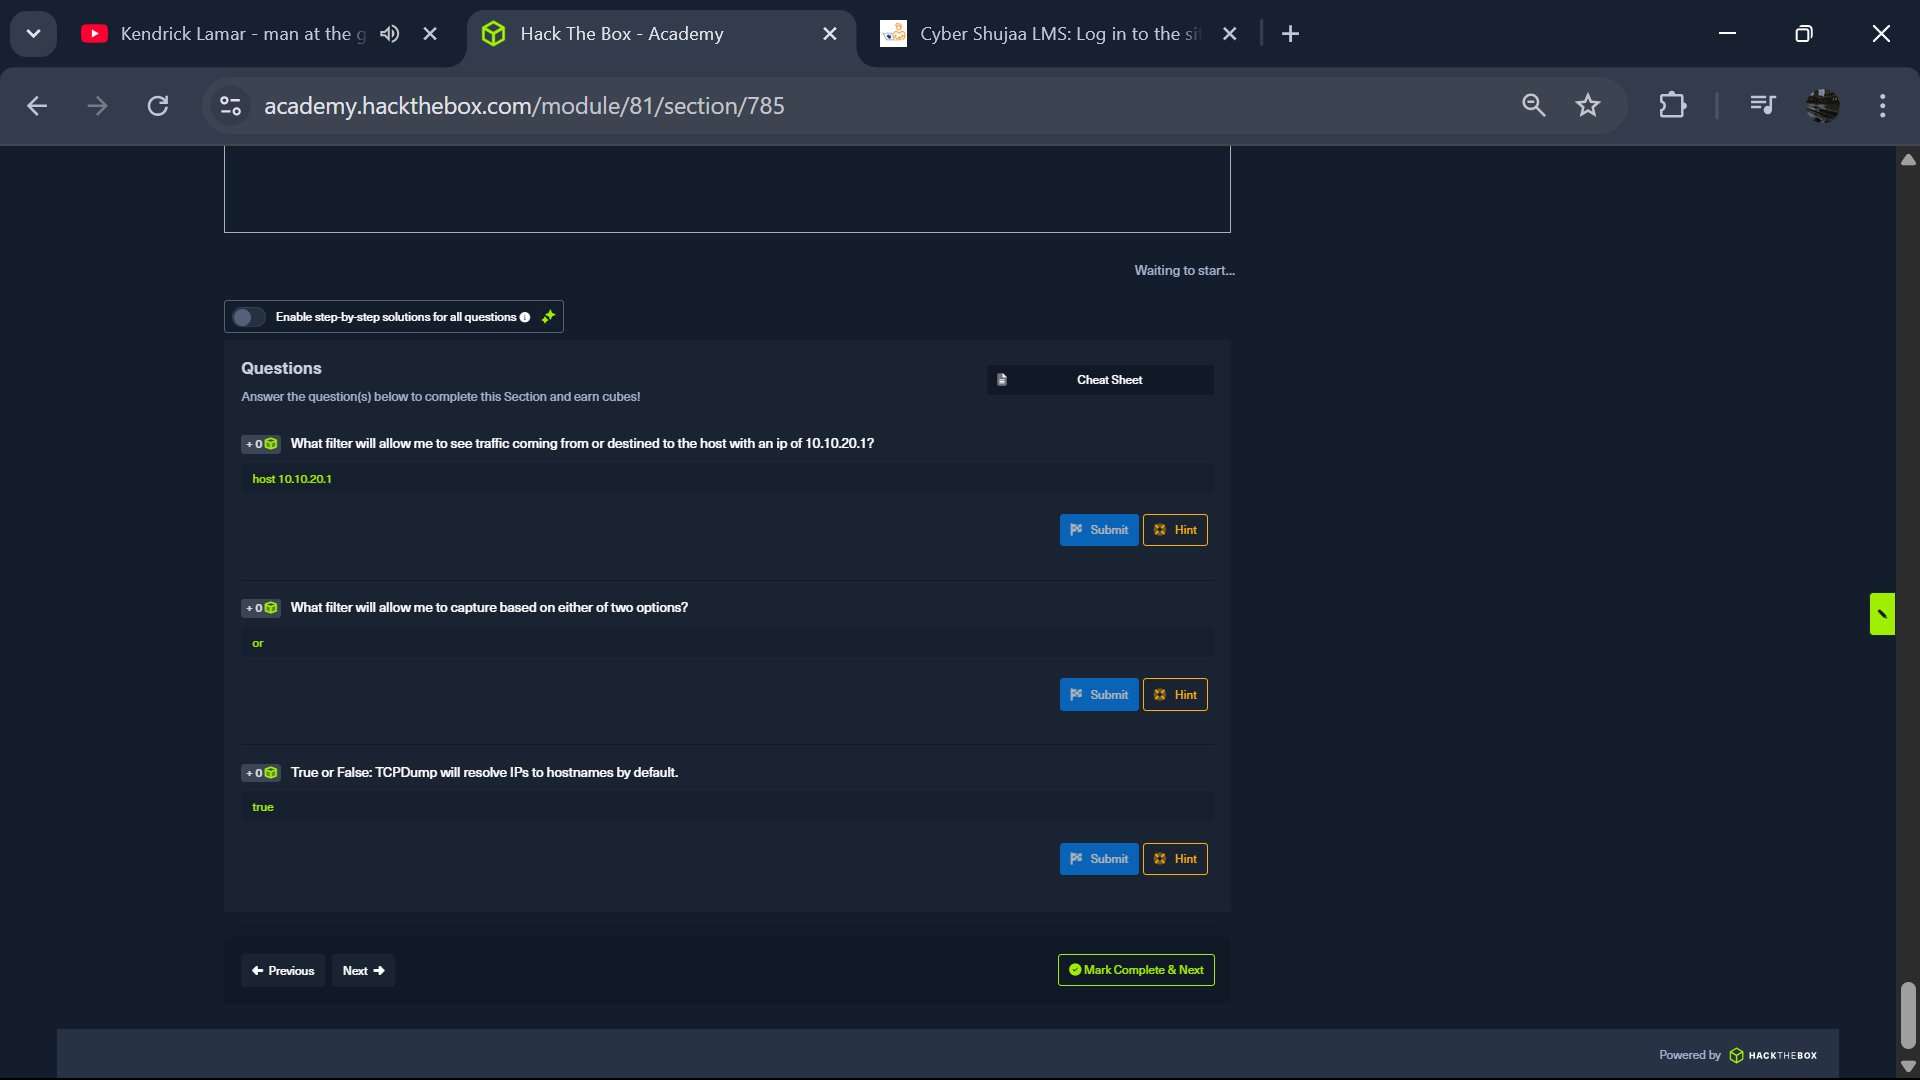 Kendrick Lamar - man at the g
Hack The Box - Academy
Cyber Shujaa LMS: Log in to the si
academy.hackthebox.com/module/81/section/785
Waiting to start...
Enable step-by-step solutions for all questions
Questions
Cheat Sheet
Answer the question(s) below to complete this Section and earn cubes!
+ 0 What filter will allow me to see traffic coming from or destined to the host with an ip of 10.10.20.1?
host 10.10.20.1
Submit
Hint
+ 0 What filter will allow me to capture based on either of two options?
or
Submit
Hint
+ 0 True or False: TCPDump will resolve IPs to hostnames by default.
true
Submit
Hint
Previous
Next
Mark Complete & Next
Powered by HACKTHEBOX